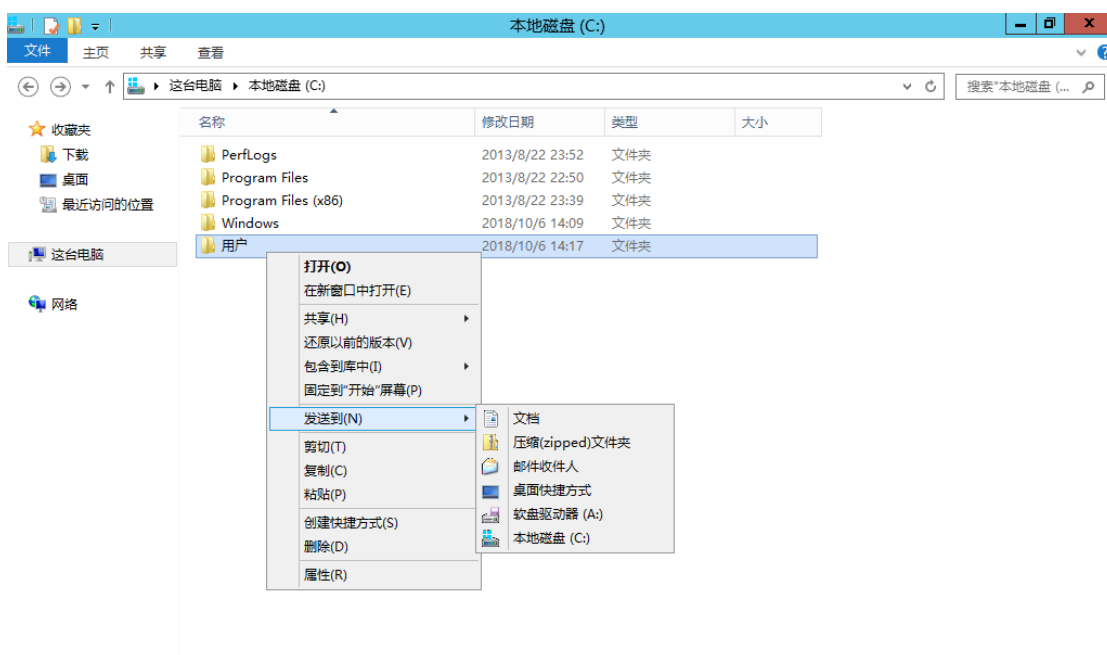 本地磁盘 (C:)
文件 主页 共享 查看
这台电脑 本地磁盘 (C:) 搜索"本地磁盘 (...
收藏夹
下载
桌面
最近访问的位置
这台电脑
网络
名称 修改日期 类型 大小
PerfLogs 2013/8/22 23:52 文件夹
Program Files 2013/8/22 22:50 文件夹
Program Files (x86) 2013/8/22 23:39 文件夹
Windows 2018/10/6 14:09 文件夹
用户 2018/10/6 14:17 文件夹
打开(O)
在新窗口中打开(E)
共享(H)
还原以前的版本(V)
包含到库中(I)
固定到"开始"屏幕(P)
发送到(N)
剪切(T)
复制(C)
粘贴(P)
创建快捷方式(S)
删除(D)
属性(R)
文档
压缩(zipped)文件夹
邮件收件人
桌面快捷方式
软盘驱动器 (A:)
本地磁盘 (C:)